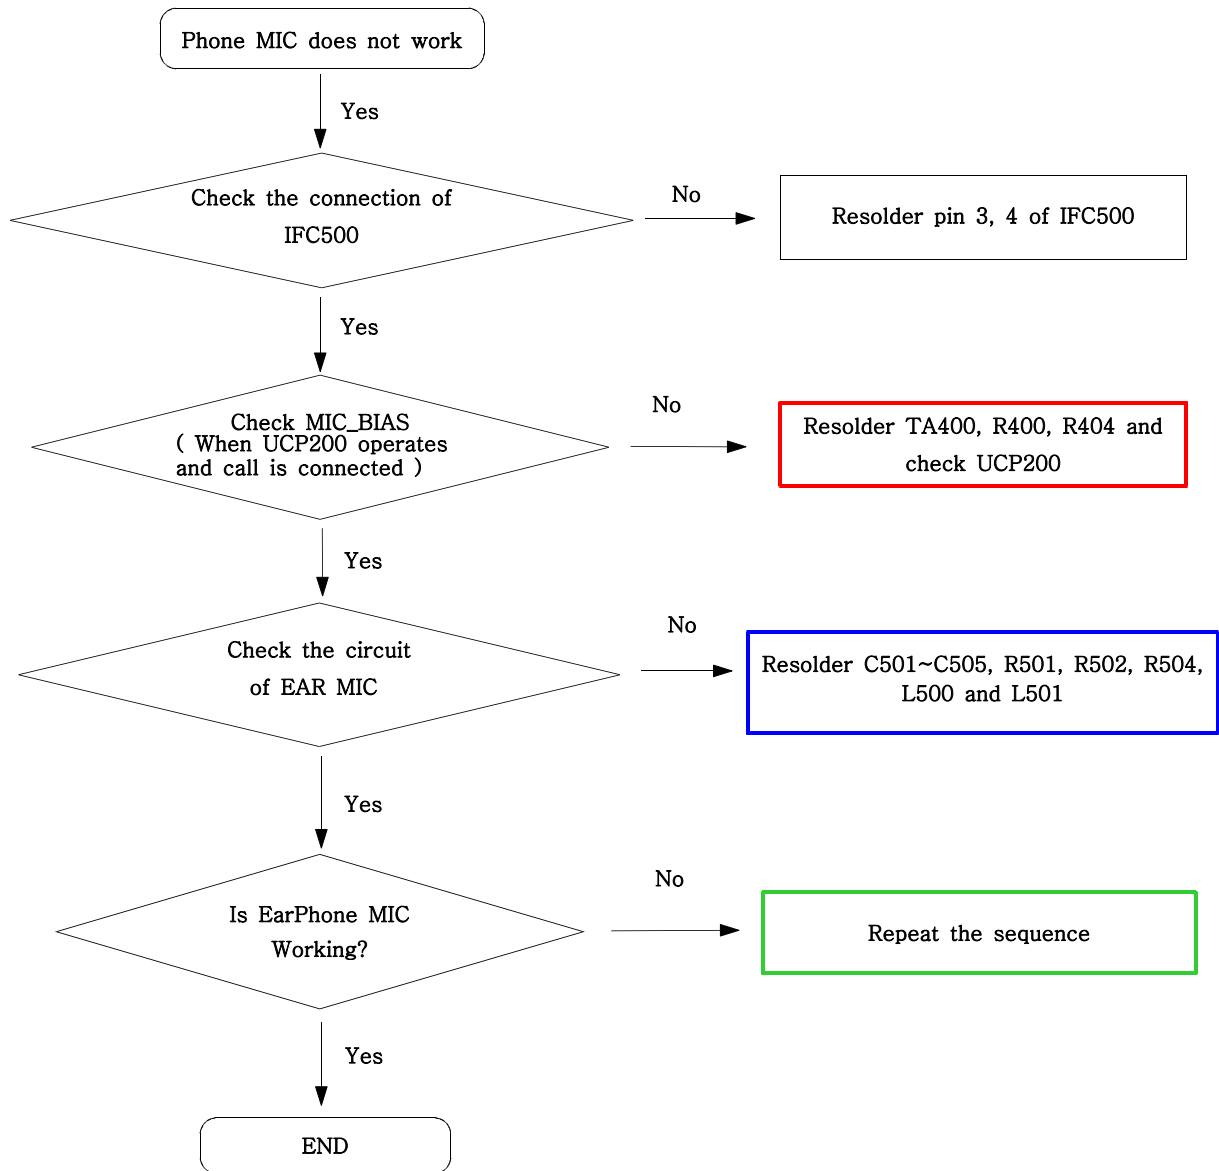 Phone MIC does not work
Yes
Check the connection of
IFC500
No
Resolder pin 3, 4 of IFC500
Yes
Check MIC_BIAS
( When UCP200 operates
and call is connected )
No
Resolder TA400, R400, R404 and
check UCP200
Yes
Check the circuit
of EAR MIC
No
Resolder C501~C505, R501, R502, R504,
L500 and L501
Yes
Is EarPhone MIC
Working?
No
Repeat the sequence
Yes
END